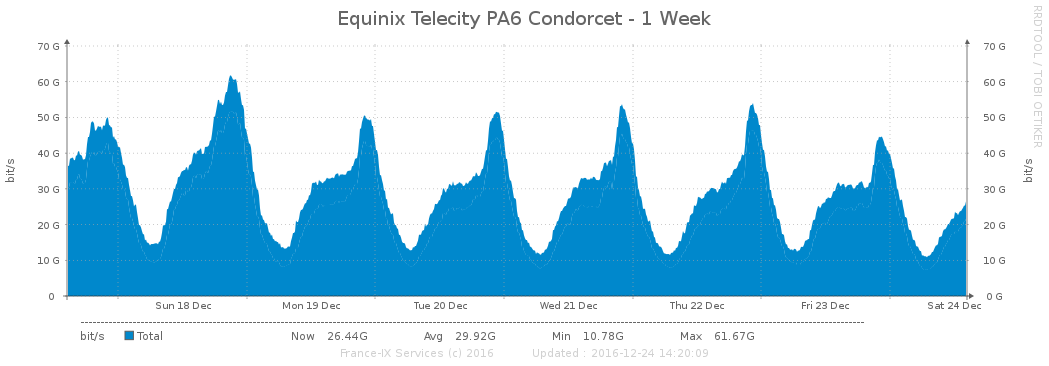 Equinix Telecity PA6 Condorcet - 1 Week
RRDTOOL / TOBI OETIKER
bit/s
70 G 70 G
60 G 60 G
50 G 50 G
40 G 40 G
30 G 30 G
20 G 20 G
10 G 10 G
0 0 G
bit/s
Sun 18 Dec Mon 19 Dec Tue 20 Dec Wed 21 Dec Thu 22 Dec Fri 23 Dec Sat 24 Dec
bit/s Total Now 26.44G Avg 29.92G Min 10.78G Max 61.67G
France-IX Services (c) 2016 Updated : 2016-12-24 14:20:09